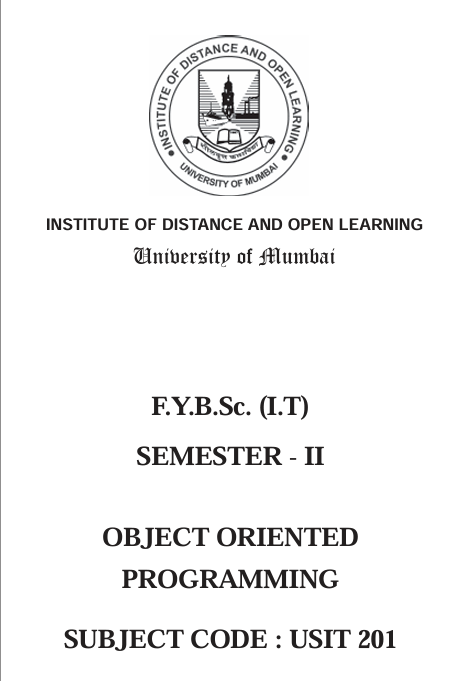 INSTITUTE OF DISTANCE AND OPEN LEARNING
UNIVERSITY OF MUMBAI
INSTITUTE OF DISTANCE AND OPEN LEARNING
University of Mumbai
F.Y.B.Sc. (I.T)
SEMESTER - II
OBJECT ORIENTED
PROGRAMMING
SUBJECT CODE : USIT 201